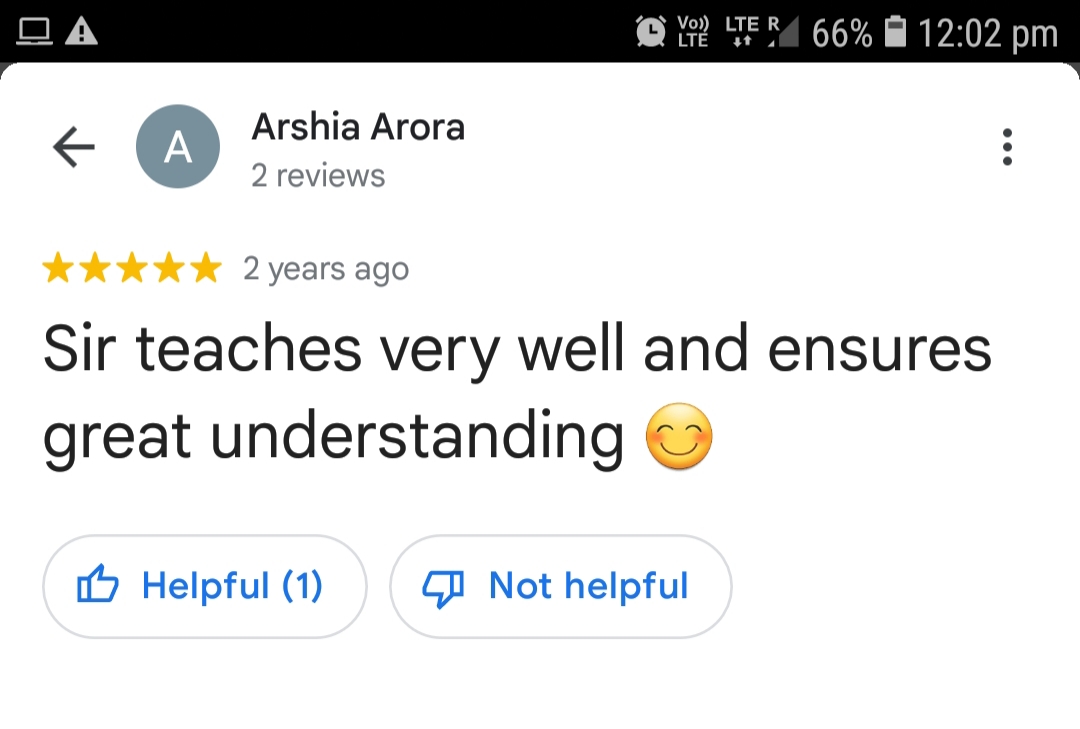 Vo)) LTE LTE R 66% 12:02 pm
A
Arshia Arora
2 reviews
2 years ago
Sir teaches very well and ensures
great understanding 😊
Helpful (1) Not helpful